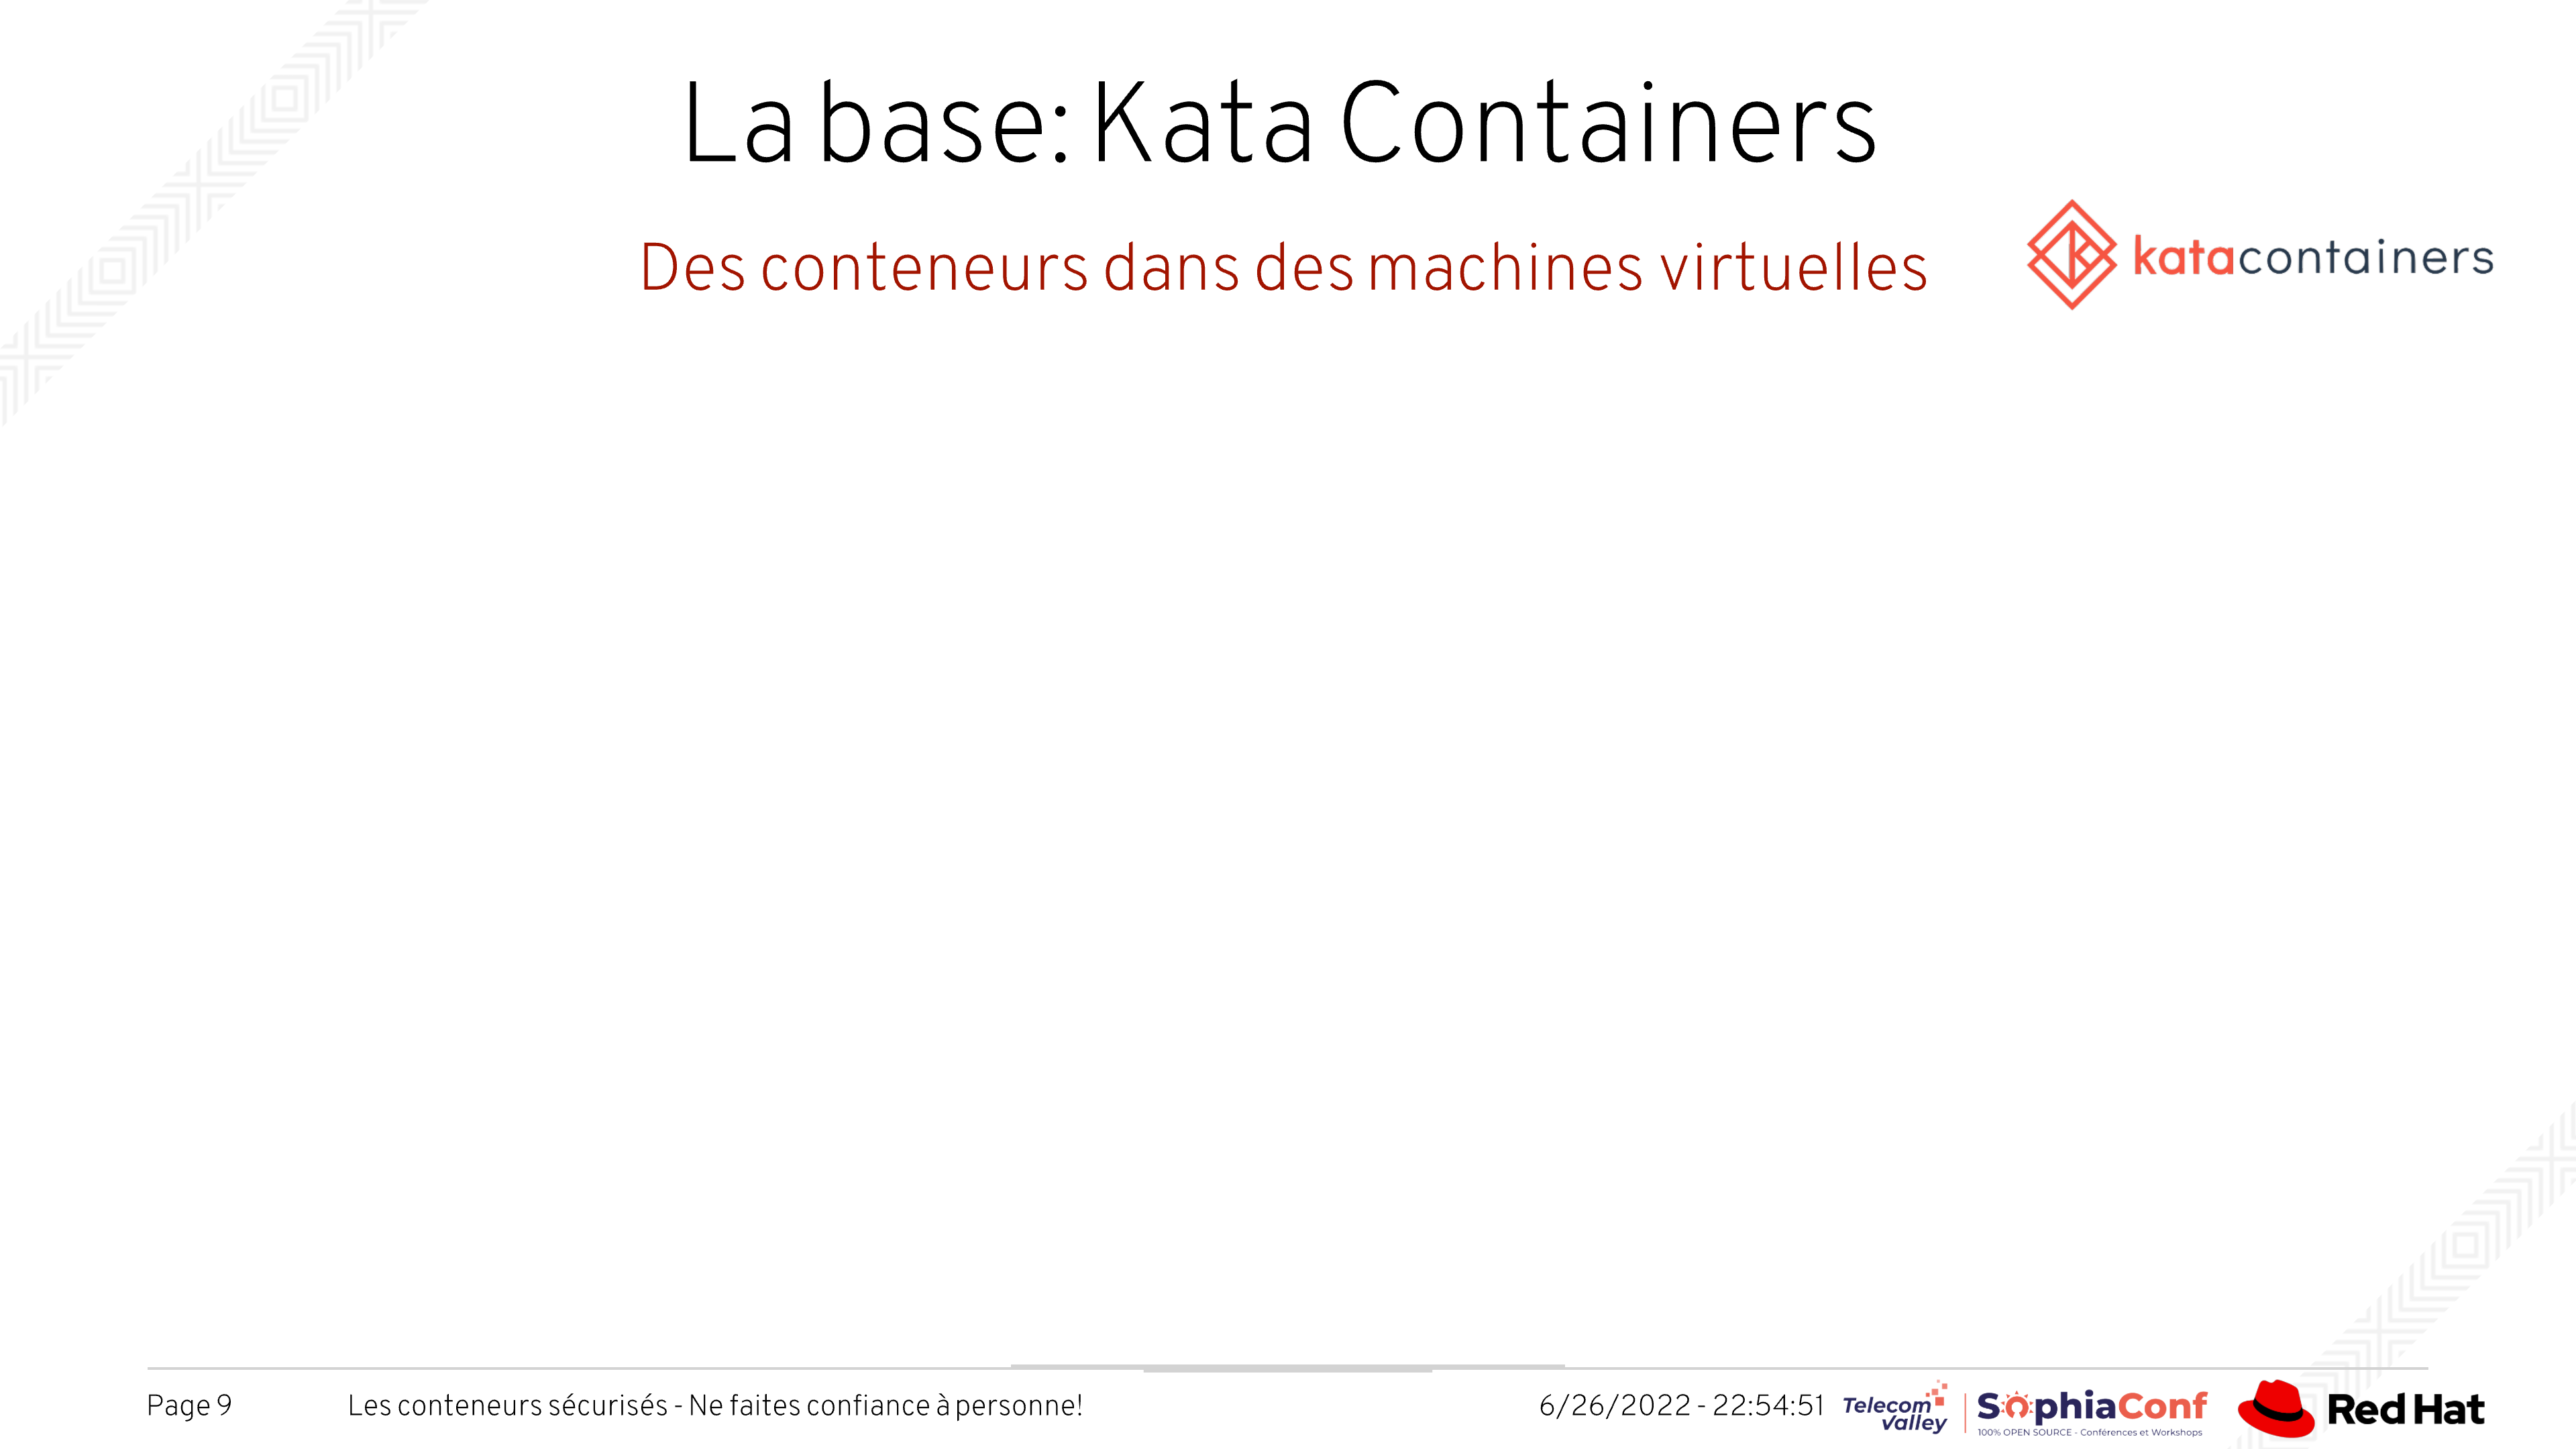 La base: Kata Containers
Des conteneurs dans des machines virtuelles
katacontainers
Page 9
Les conteneurs sécurisés - Ne faites confiance à personne!
6/26/2022 - 22:54:51
Telecom Valley
SophiaConf
100% OPEN SOURCE - Conférences et Workshops
Red Hat